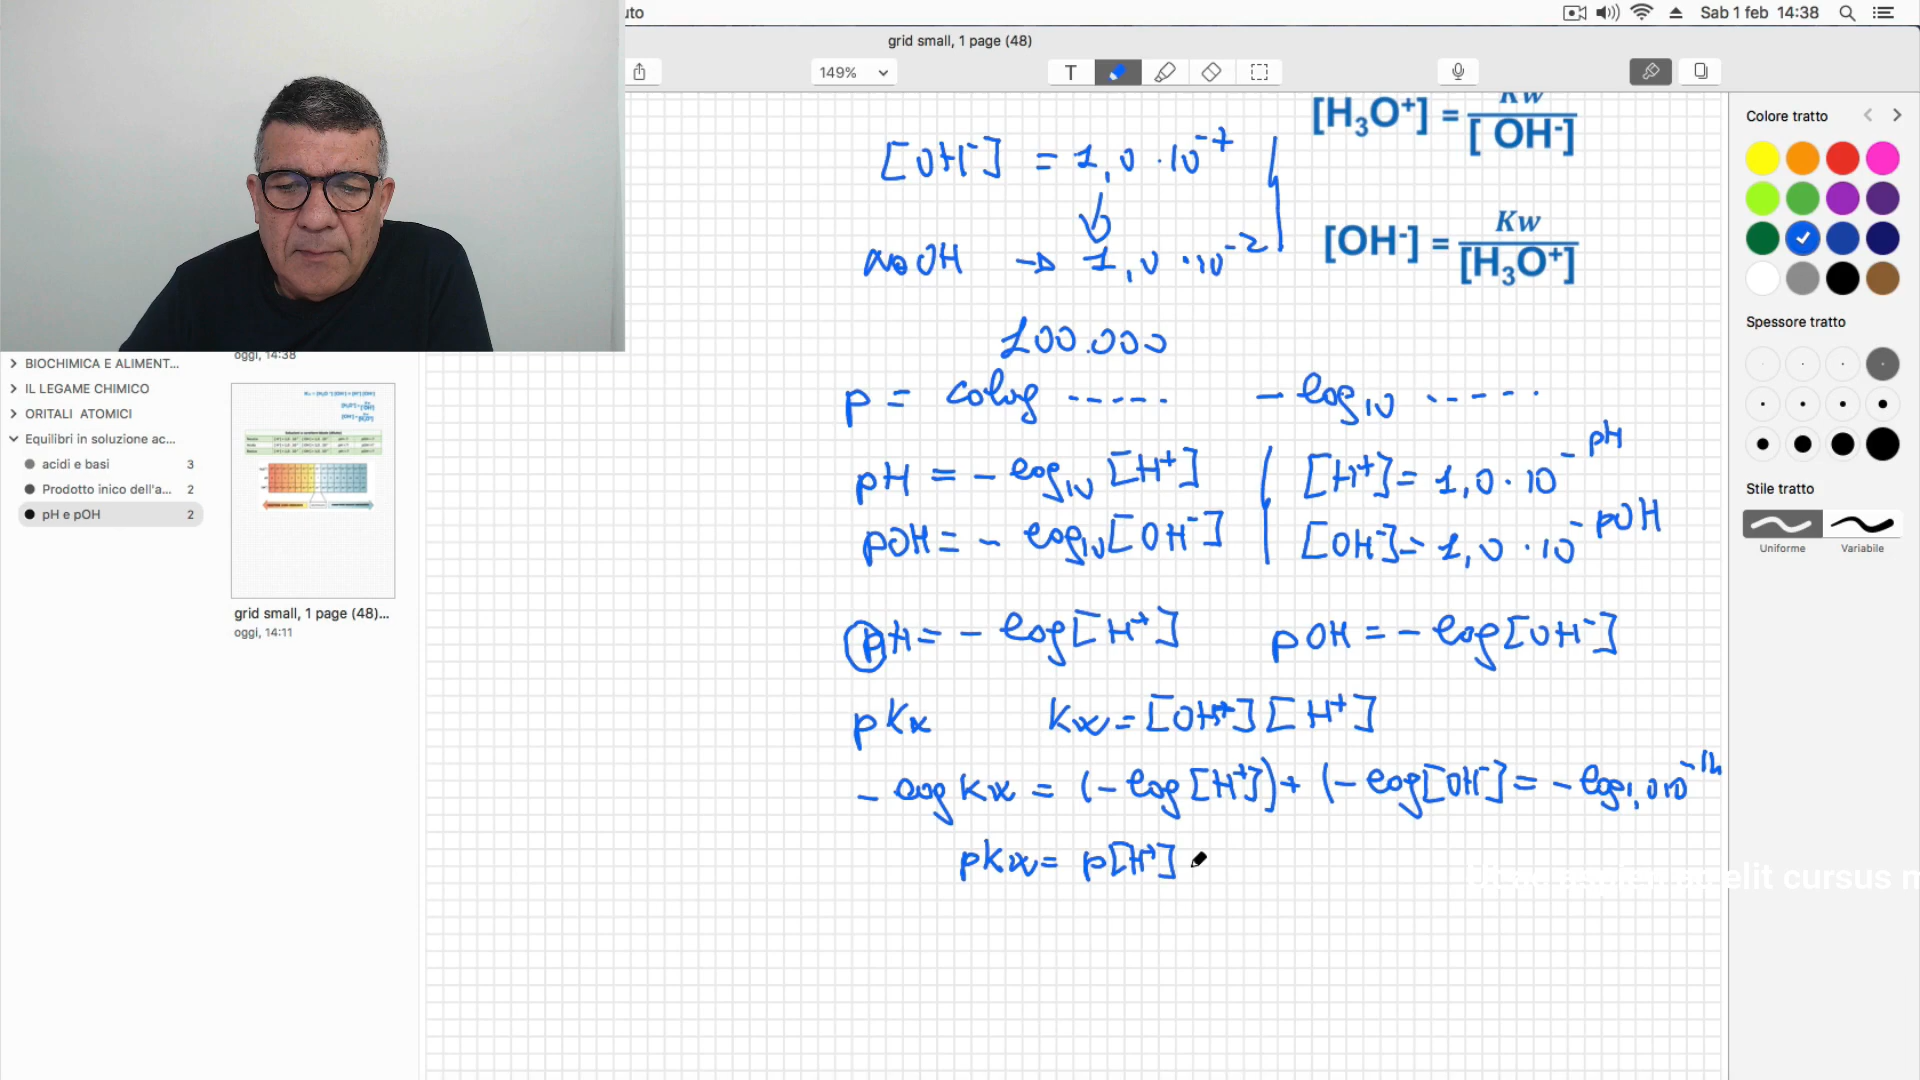 uto
Sab 1 feb 14:38
grid small, 1 page (48)
149%
T
Colore tratto
Spessore tratto
Stile tratto
Uniforme
Variabile
oggi, 14:38
BIOCHIMICA E ALIMENT...
IL LEGAME CHIMICO
ORITALI ATOMICI
Equilibri in soluzione ac...
acidi e basi 3
Prodotto inico dell'a... 2
pH e pOH 2
grid small, 1 page (48)...
oggi, 14:11
[H₃O⁺] = Kw / [ OH⁻]
[OH⁻] = Kw / [H₃O⁺]
[OH⁻] = 1,0 · 10⁻⁷
NaOH → 1,0 · 10⁻²
100.000
p = colog ----- - log₁₀ -----
pH = - log₁₀ [H⁺] [H⁺] = 1,0 · 10^-pH
pOH = - log₁₀ [OH⁻] [OH⁻] = 1,0 · 10^-pOH
pH = - log [H⁺] pOH = - log [OH⁻]
pKw Kw = [OH⁺] [H⁺]
- log Kw = (- log [H⁺]) + (- log [OH⁻] = - log 1,0 10⁻¹⁴
pKw = p[H⁺]
elit cursus m